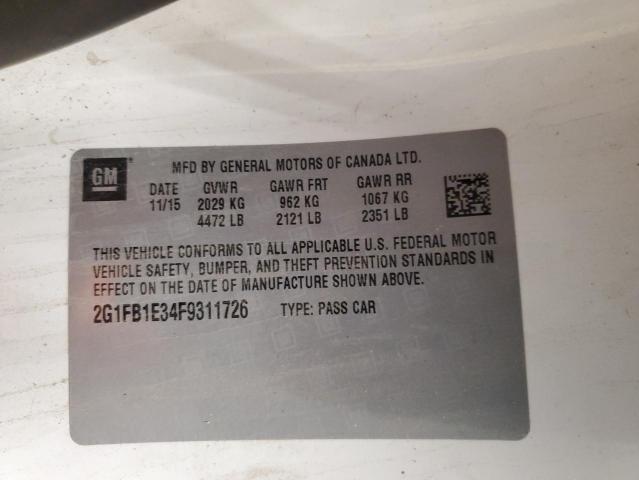 GM
MFD BY GENERAL MOTORS OF CANADA LTD.
DATE GVWR GAWR FRT GAWR RR
11/15 2029 KG 962 KG 1067 KG
4472 LB 2121 LB 2351 LB
THIS VEHICLE CONFORMS TO ALL APPLICABLE U.S. FEDERAL MOTOR
VEHICLE SAFETY, BUMPER, AND THEFT PREVENTION STANDARDS IN
EFFECT ON THE DATE OF MANUFACTURE SHOWN ABOVE.
2G1FB1E34F9311726 TYPE: PASS CAR